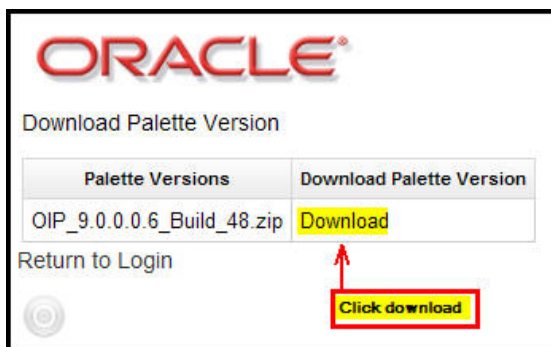 ORACLE®
Download Palette Version
Palette Versions Download Palette Version
OIP_9.0.0.0.6_Build_48.zip Download
Return to Login
Click download